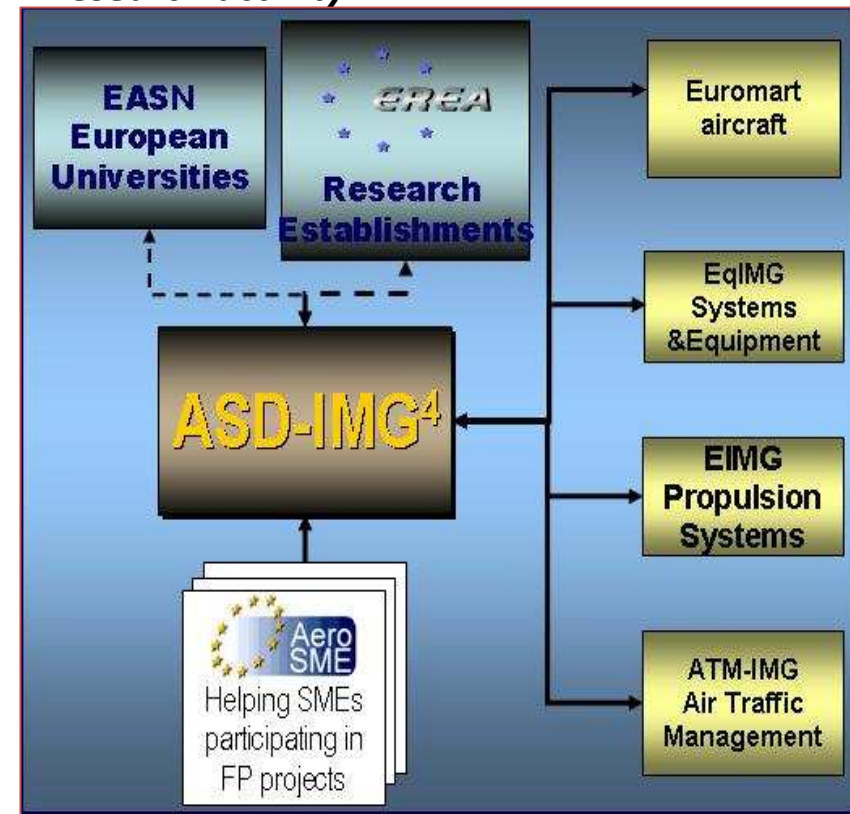 EASN
European
Universities
EREA
Research
Establishments
Euromart
aircraft
EqIMG
Systems
&Equipment
ASD-IMG⁴
EIMG
Propulsion
Systems
Aero
SME
Helping SMEs
participating in
FP projects
ATM-IMG
Air Traffic
Management